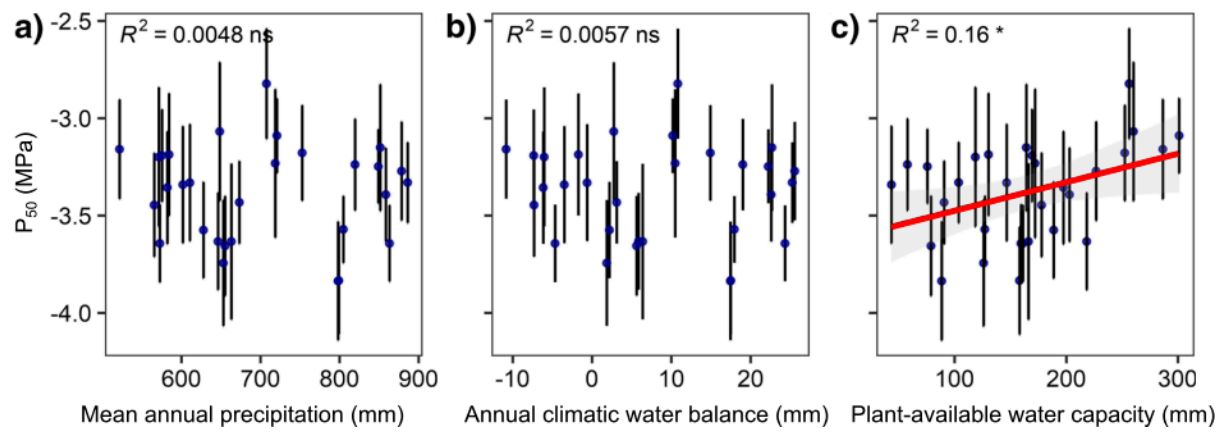 a) R² = 0.0048 ns
b) R² = 0.0057 ns
c) R² = 0.16 *
P₅₀ (MPa)
-2.5
-3.0
-3.5
-4.0
600 700 800 900
-10 0 10 20
100 200 300
Mean annual precipitation (mm)
Annual climatic water balance (mm)
Plant-available water capacity (mm)